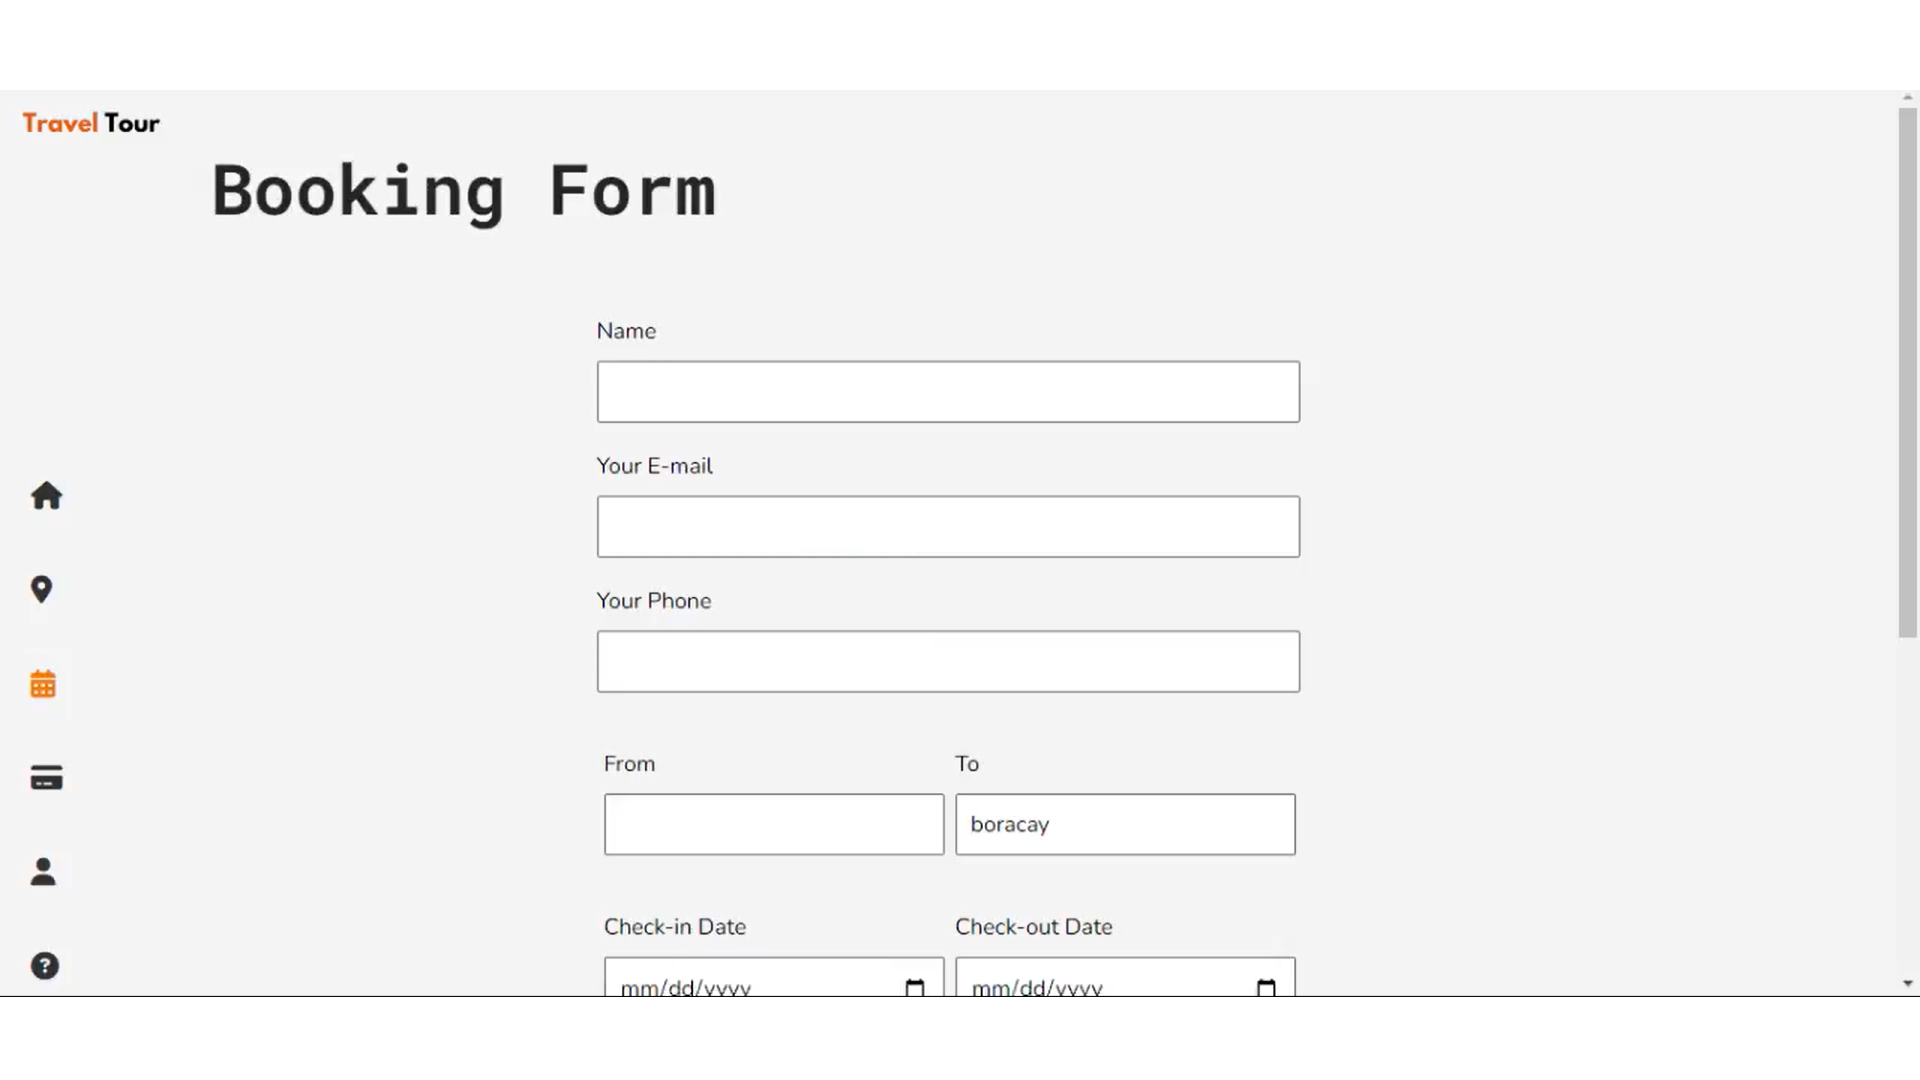 Travel Tour
Booking Form
Name
Your E-mail
Your Phone
From To
boracay
Check-in Date Check-out Date
mm/dd/yyyy mm/dd/yyyy